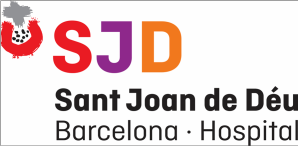 SJD
Sant Joan de Déu
Barcelona · Hospital